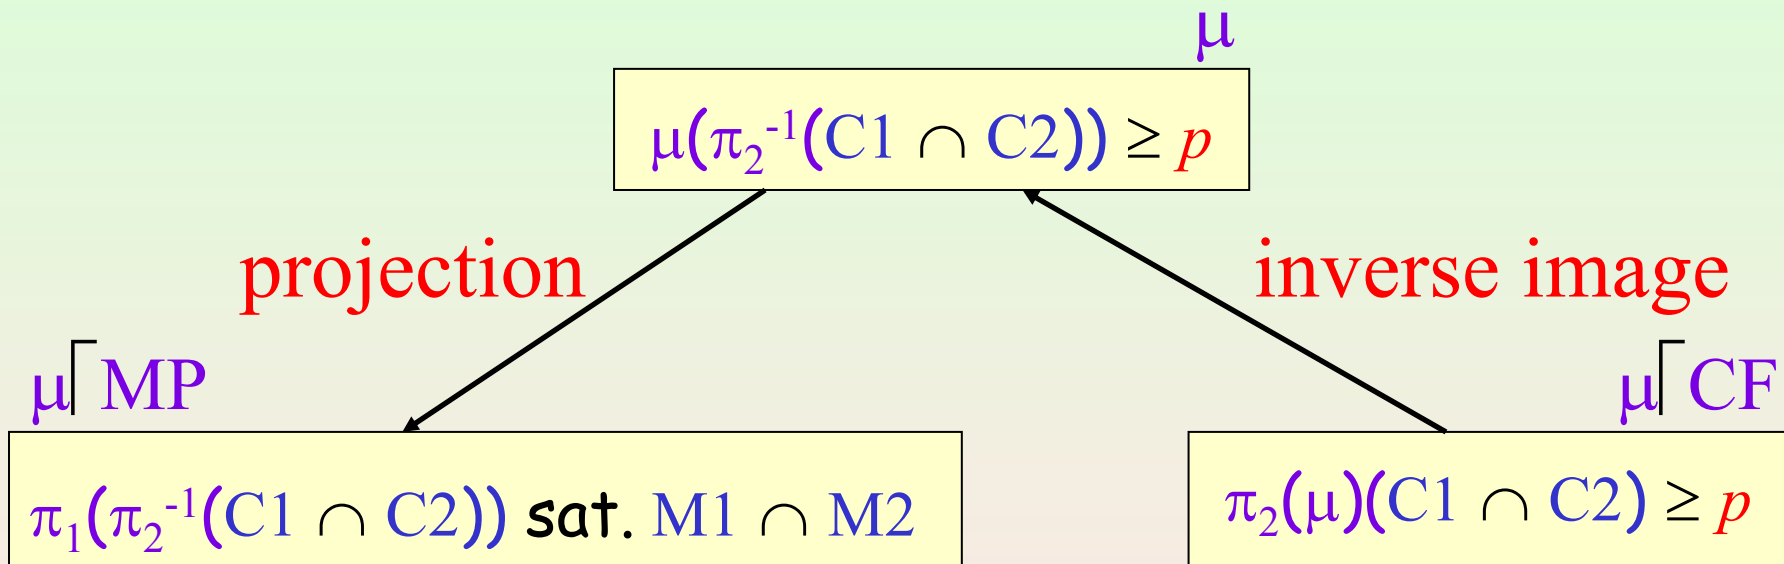 μ
μ(π₂⁻¹(C1 ∩ C2)) ≥ p
projection
inverse image
μ⌈MP
μ⌈CF
π₁(π₂⁻¹(C1 ∩ C2)) sat. M1 ∩ M2
π₂(μ)(C1 ∩ C2) ≥ p